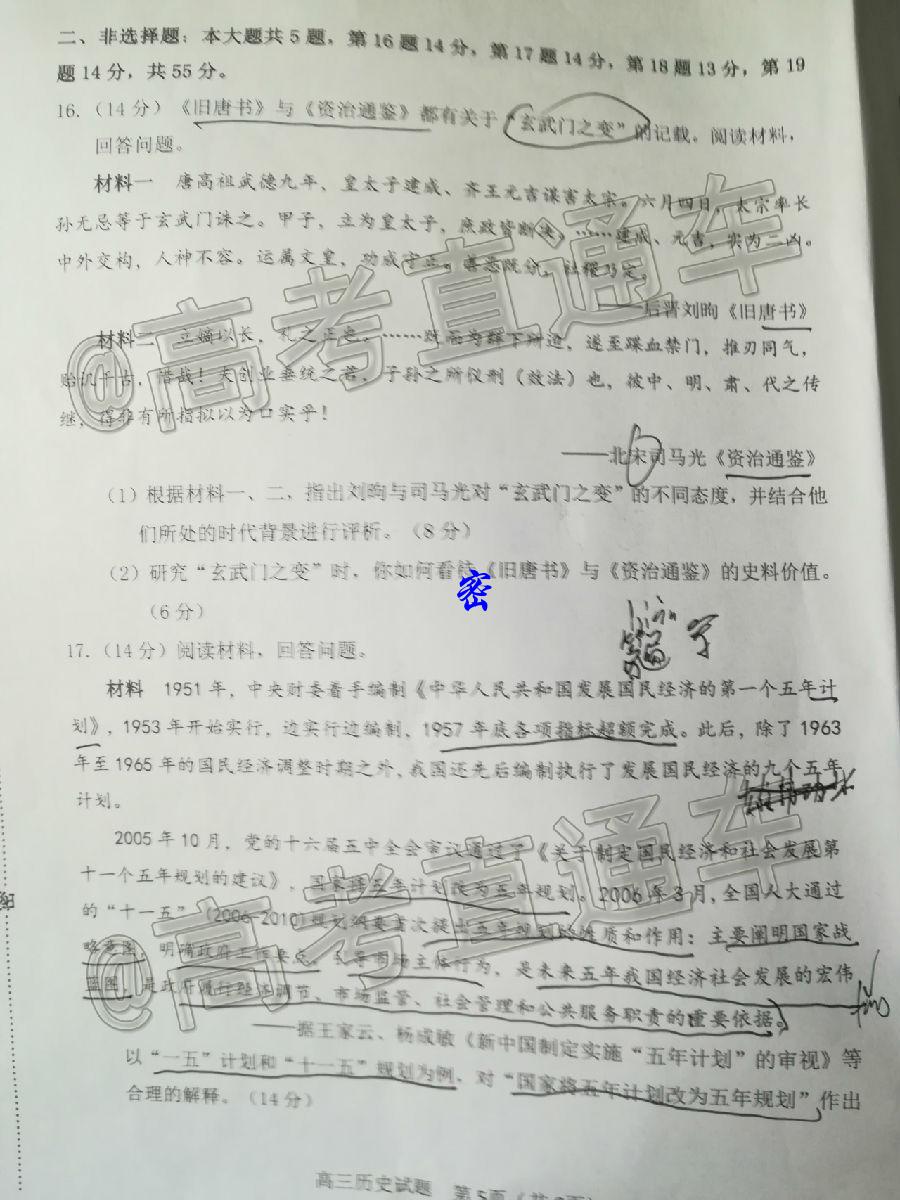 二、非选择题：本大题共5题，第16题14分，第17题14分，第18题13分，第19
题14分，共55分。
16.（14分）《旧唐书》与《资治通鉴》都有关于“玄武门之变”的记载。阅读材料，
回答问题。
材料一 唐高祖武德九年、皇太子建成、齐王元吉谋害太宗。六月四日，太宗率长
孙无忌等于玄武门诛之。甲子，立为皇太子，庶政皆断决。……建成、元吉，实为二凶。
中外交构，人神不容。运属文皇，功成守正。善恶既分，社稷乃定。
——后晋刘昫《旧唐书》
材料二 立嫡以长，礼之正也。……既而为群下所迫，遂至蹀血禁门，推刃同气，
贻讥千古，惜哉！夫创业垂统之君，子孙之所仪刑（效法）也，彼中、明、肃、代之传
继，得非有所指拟以为口实乎！
——北宋司马光《资治通鉴》
（1）根据材料一、二，指出刘昫与司马光对“玄武门之变”的不同态度，并结合他
们所处的时代背景进行评析。（8分）
（2）研究“玄武门之变”时，你如何看待《旧唐书》与《资治通鉴》的史料价值。
密
（6分）
17.（14分）阅读材料，回答问题。
材料 1951年，中央财委着手编制《中华人民共和国发展国民经济的第一个五年计
划》，1953年开始实行，边实行边编制，1957年底各项指标超额完成。此后，除了1963
年至1965年的国民经济调整时期之外，我国还先后编制执行了发展国民经济的九个五年
计划。
2005年10月，党的十六届五中全会审议通过了《关于制定国民经济和社会发展第
十一个五年规划的建议》，国家将五年计划改为五年规划。2006年3月，全国人大通过
的“十一五”（2006-2010）规划纲要首次提出五年规划的性质和作用：主要阐明国家战
略意图，明确政府工作重点，引导市场主体行为，是未来五年我国经济社会发展的宏伟
蓝图，是政府履行经济调节、市场监管、社会管理和公共服务职责的重要依据。
——据王家云、杨成敏《新中国制定实施“五年计划”的审视》等
以“一五”计划和“十一五”规划为例，对“国家将五年计划改为五年规划”作出
合理的解释。（14分）
高三历史试题 第5页
高考直通车
@高考直通车